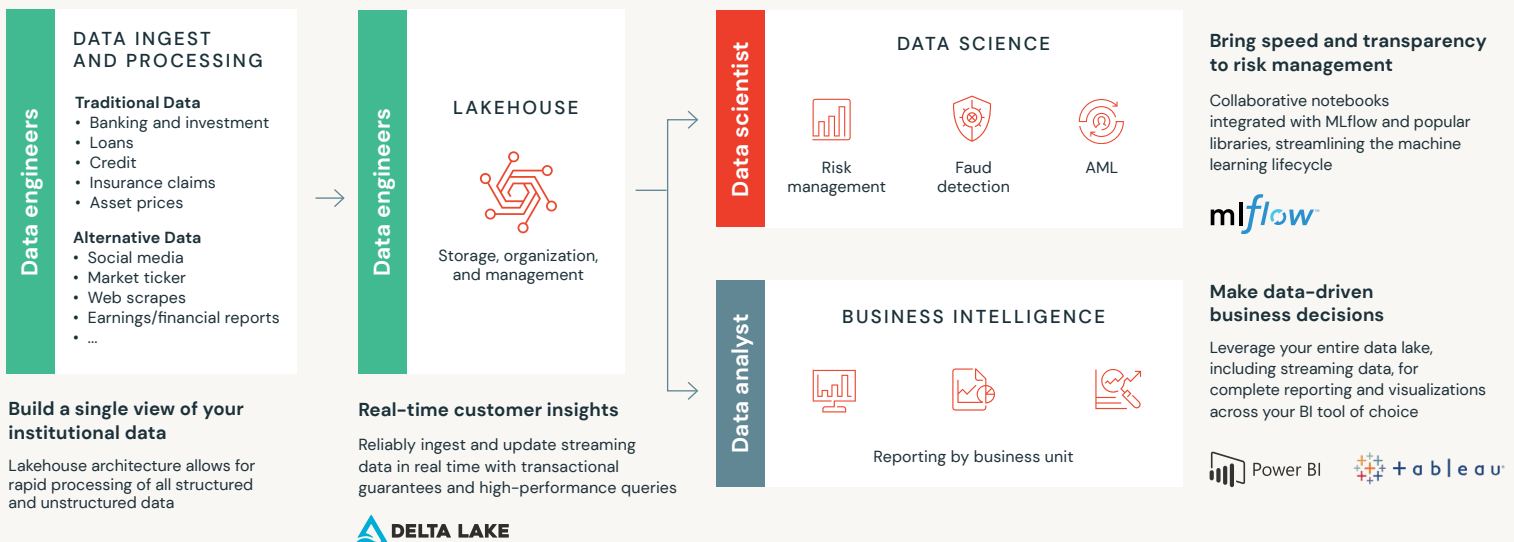 Data engineers
DATA INGEST
AND PROCESSING
Traditional Data
• Banking and investment
• Loans
• Credit
• Insurance claims
• Asset prices
Alternative Data
• Social media
• Market ticker
• Web scrapes
• Earnings/financial reports
• ...
Build a single view of your
institutional data
Lakehouse architecture allows for
rapid processing of all structured
and unstructured data
Data engineers
LAKEHOUSE
Storage, organization,
and management
Real-time customer insights
Reliably ingest and update streaming
data in real time with transactional
guarantees and high-performance queries
DELTA LAKE
Data scientist
DATA SCIENCE
Risk
management
Faud
detection
AML
Bring speed and transparency
to risk management
Collaborative notebooks
integrated with MLflow and popular
libraries, streamlining the machine
learning lifecycle
mlflow™
Data analyst
BUSINESS INTELLIGENCE
Reporting by business unit
Make data-driven
business decisions
Leverage your entire data lake,
including streaming data, for
complete reporting and visualizations
across your BI tool of choice
Power BI
+ a b l e a u